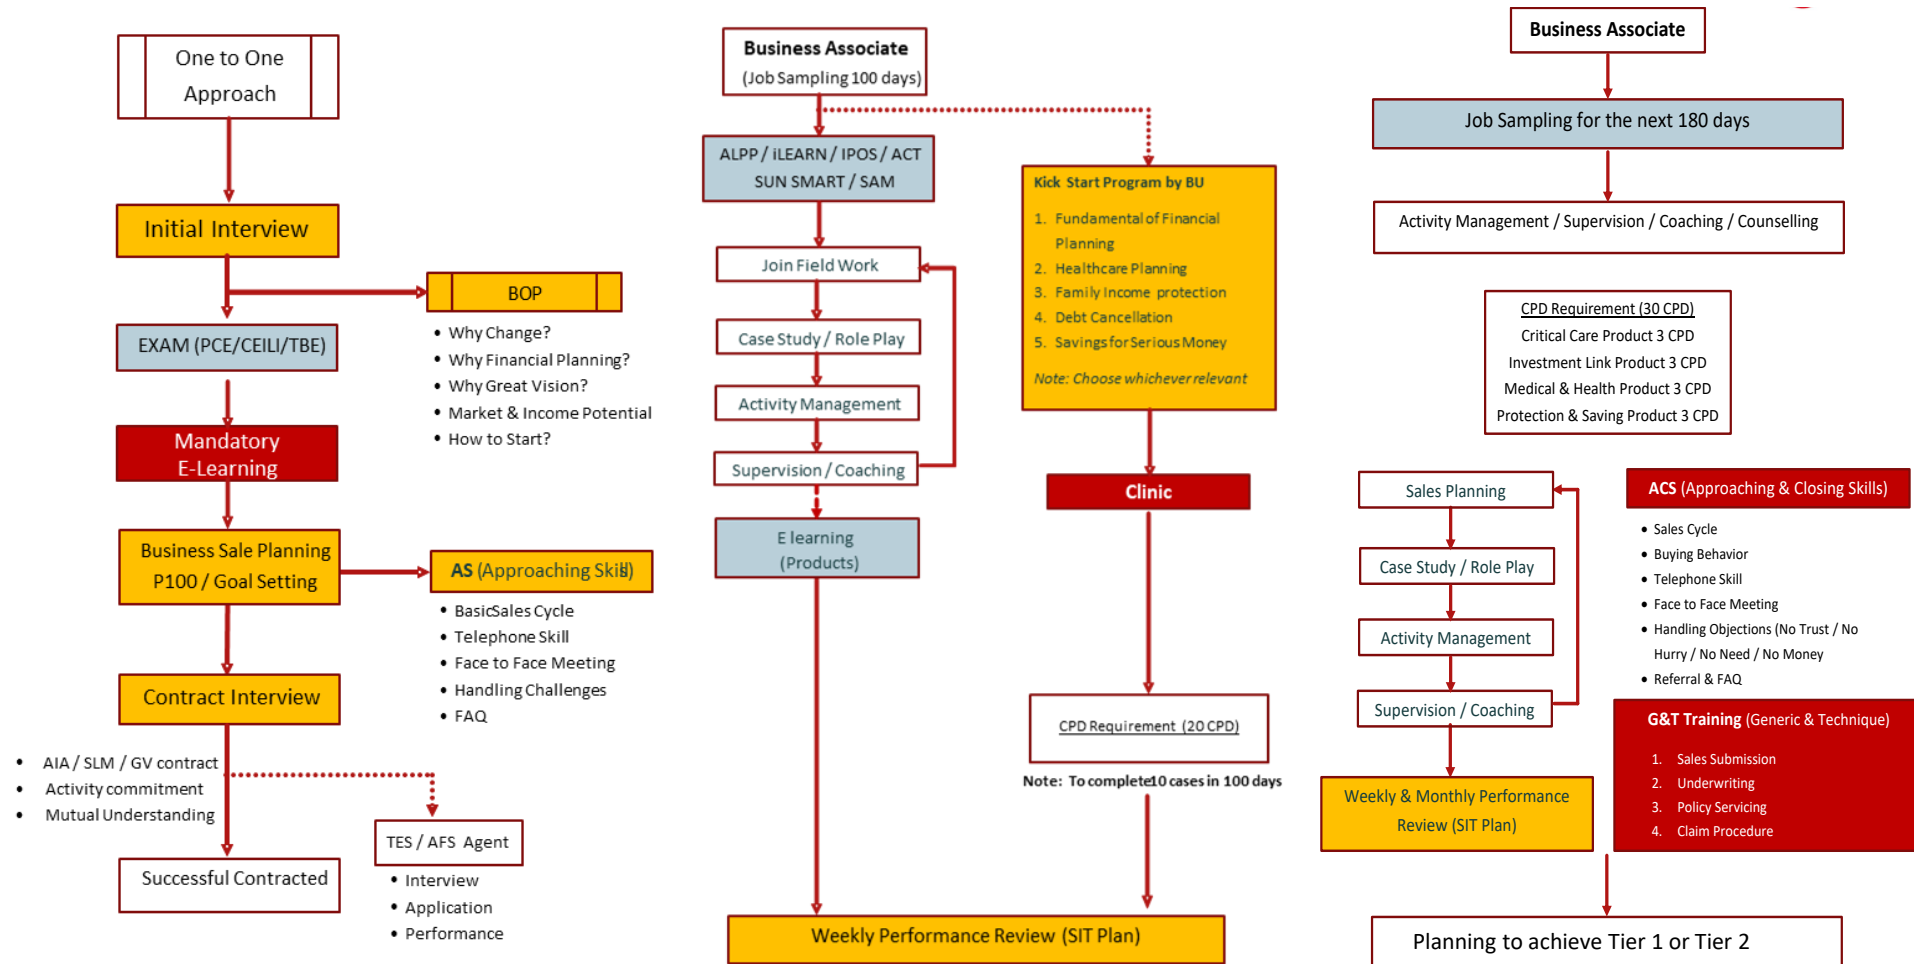 One to One
Approach
Initial Interview
BOP
• Why Change?
• Why Financial Planning?
• Why Great Vision?
• Market & Income Potential
• How to Start?
EXAM (PCE/CEILI/TBE)
Mandatory
E-Learning
Business Sale Planning
P100 / Goal Setting
AS (Approaching Skill)
• BasicSales Cycle
• Telephone Skill
• Face to Face Meeting
• Handling Challenges
• FAQ
Contract Interview
• AIA / SLM / GV contract
• Activity commitment
• Mutual Understanding
TES / AFS Agent
• Interview
• Application
• Performance
Successful Contracted
Business Associate
(Job Sampling 100 days)
ALPP / iLEARN / IPOS / ACT
SUN SMART / SAM
Join Field Work
Case Study / Role Play
Activity Management
Supervision / Coaching
E learning
(Products)
Kick Start Program by BU
1. Fundamental of Financial
Planning
2. Healthcare Planning
3. Family Income protection
4. Debt Cancellation
5. Savings for Serious Money
Note: Choose whichever relevant
Clinic
CPD Requirement (20 CPD)
Note: To complete10 cases in 100 days
Weekly Performance Review (SIT Plan)
Business Associate
Job Sampling for the next 180 days
Activity Management / Supervision / Coaching / Counselling
CPD Requirement (30 CPD)
Critical Care Product 3 CPD
Investment Link Product 3 CPD
Medical & Health Product 3 CPD
Protection & Saving Product 3 CPD
Sales Planning
Case Study / Role Play
Activity Management
Supervision / Coaching
Weekly & Monthly Performance
Review (SIT Plan)
ACS (Approaching & Closing Skills)
• Sales Cycle
• Buying Behavior
• Telephone Skill
• Face to Face Meeting
• Handling Objections (No Trust / No
Hurry / No Need / No Money
• Referral & FAQ
G&T Training (Generic & Technique)
1. Sales Submission
2. Underwriting
3. Policy Servicing
4. Claim Procedure
Planning to achieve Tier 1 or Tier 2